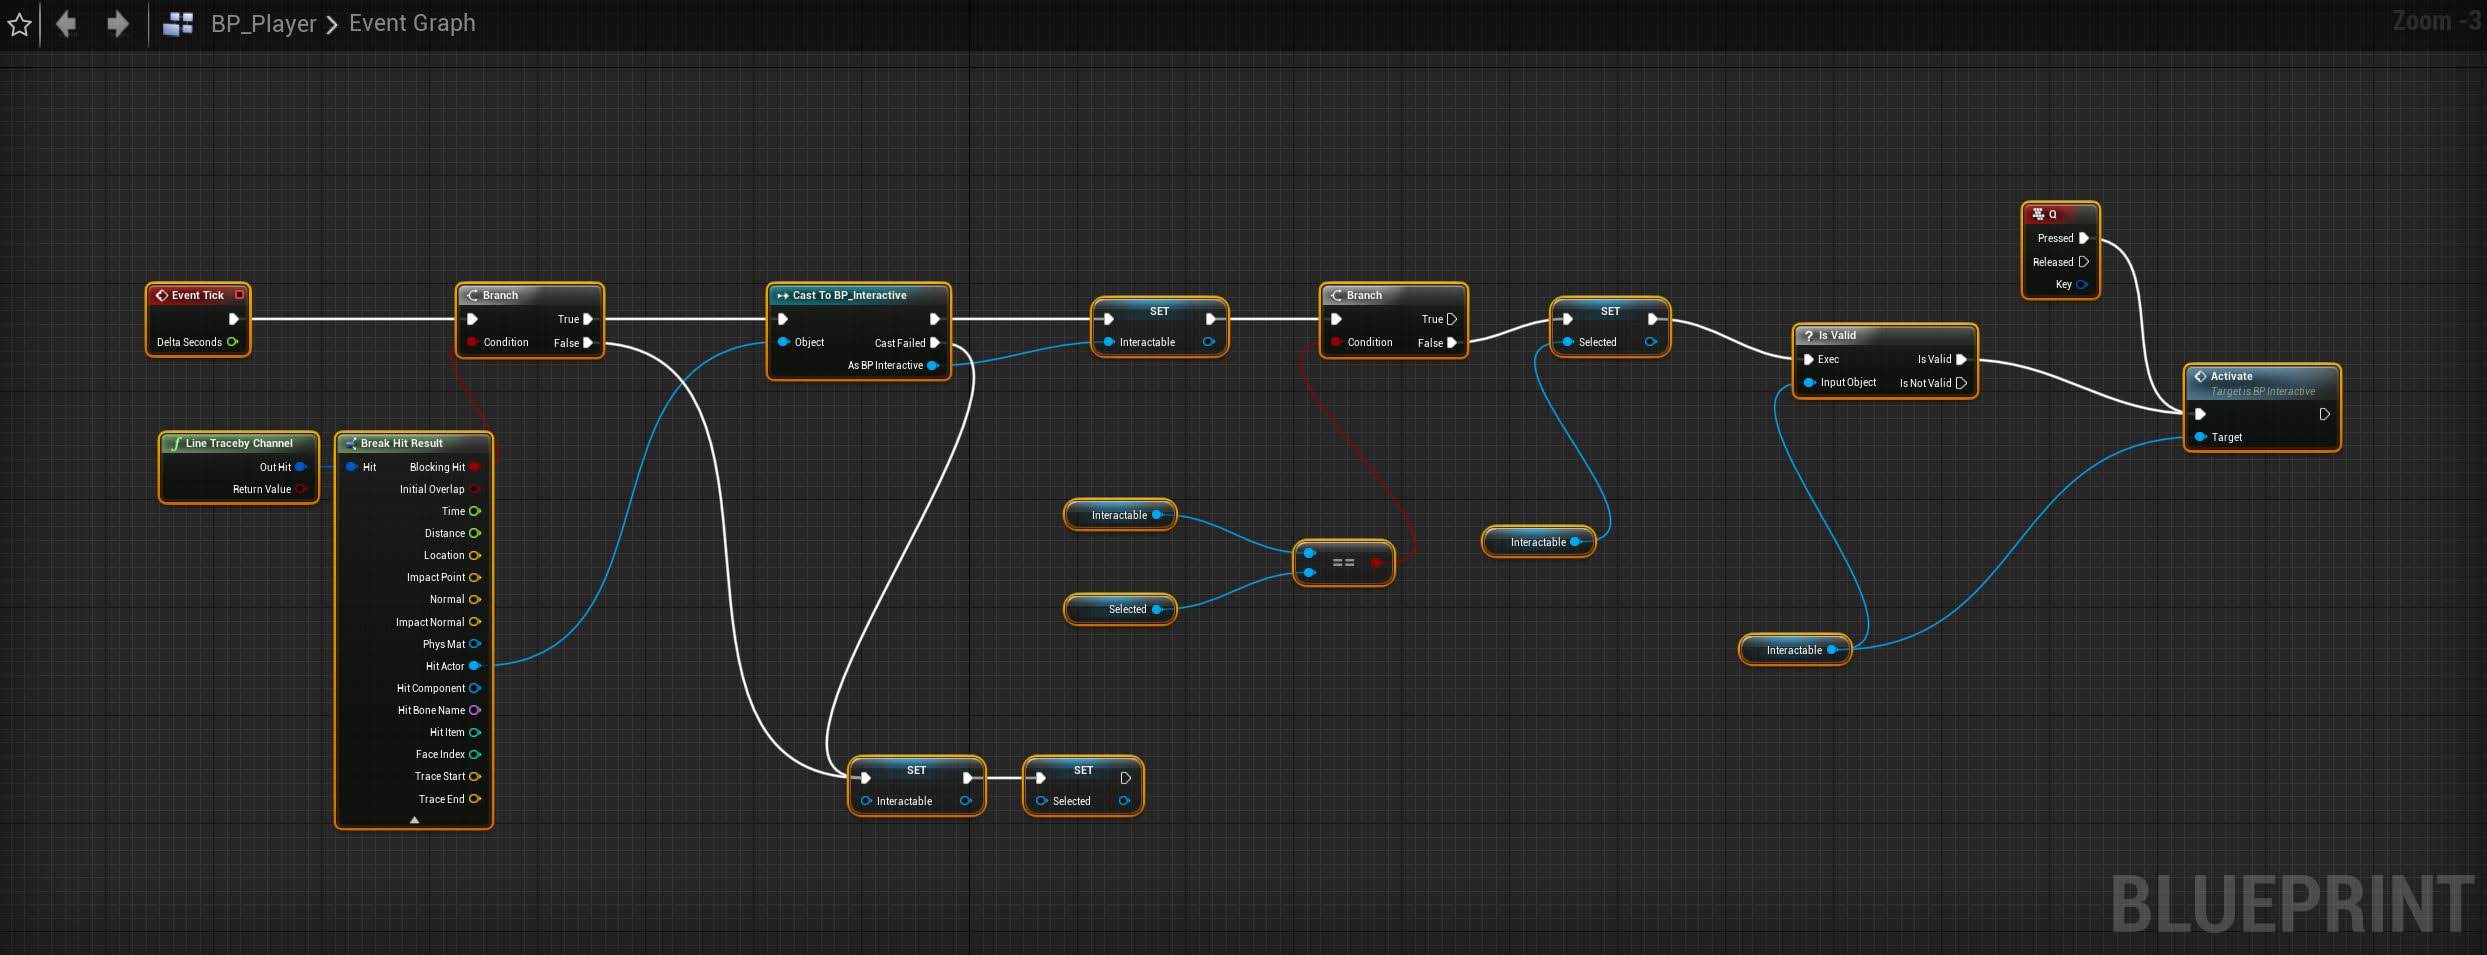 BP_Player > Event Graph
Zoom -3
Event Tick
Delta Seconds
Branch
True
Condition
False
Cast To BP_Interactive
Object
Cast Failed
As BP Interactive
SET
Interactable
Branch
True
Condition
False
SET
Selected
? Is Valid
Exec
Is Valid
Input Object
Is Not Valid
Q
Pressed
Released
Key
Activate
Target is BP Interactive
Target
f Line Traceby Channel
Out Hit
Return Value
Break Hit Result
Hit
Blocking Hit
Initial Overlap
Time
Distance
Location
Impact Point
Normal
Impact Normal
Phys Mat
Hit Actor
Hit Component
Hit Bone Name
Hit Item
Face Index
Trace Start
Trace End
Interactable
Selected
==
Interactable
Interactable
SET
Interactable
SET
Selected
BLUEPRINT